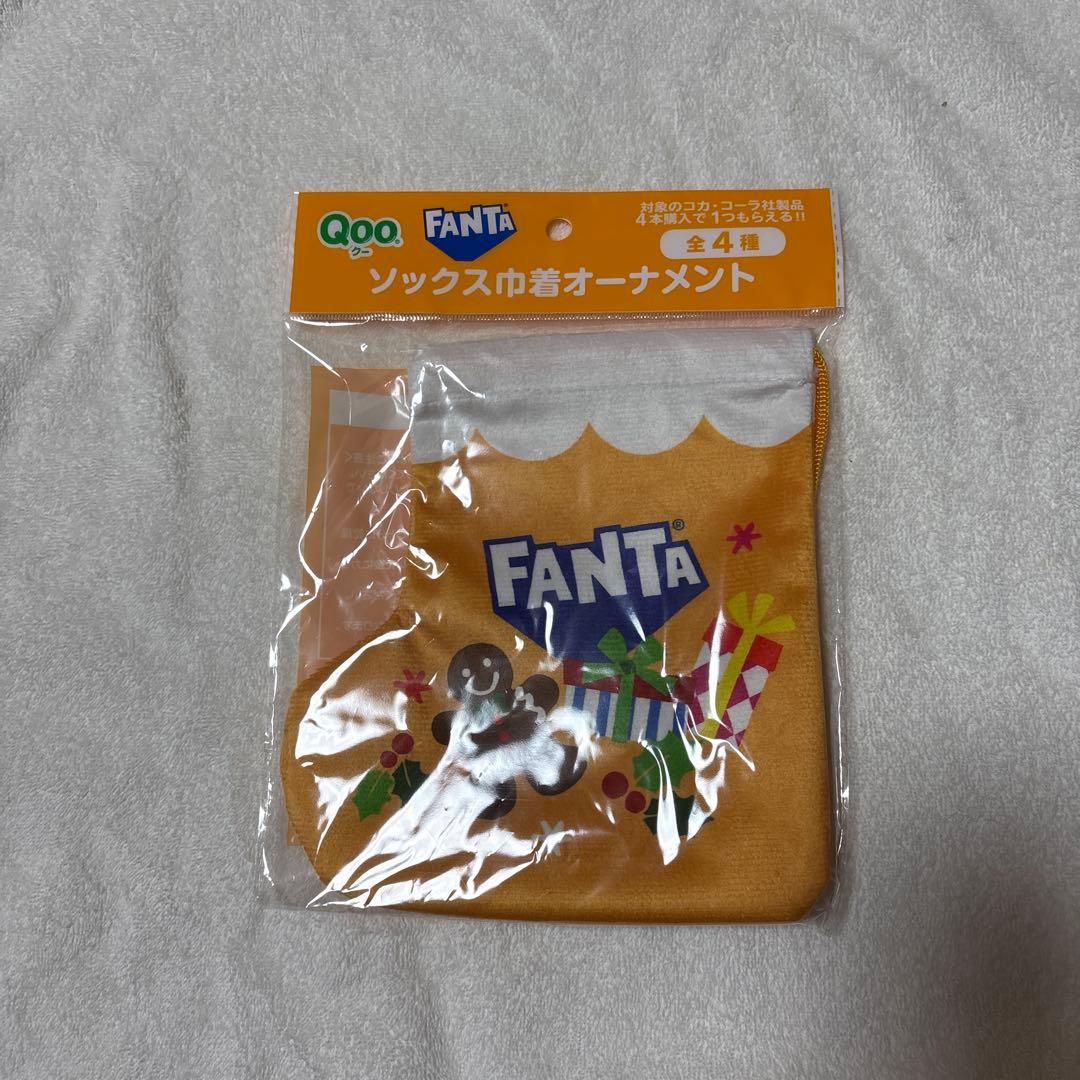 Qoo®
クー
FANTA
対象のコカ・コーラ社製品
4本購入で1つもらえる!!
全4種
ソックス巾着オーナメント
FANTA®